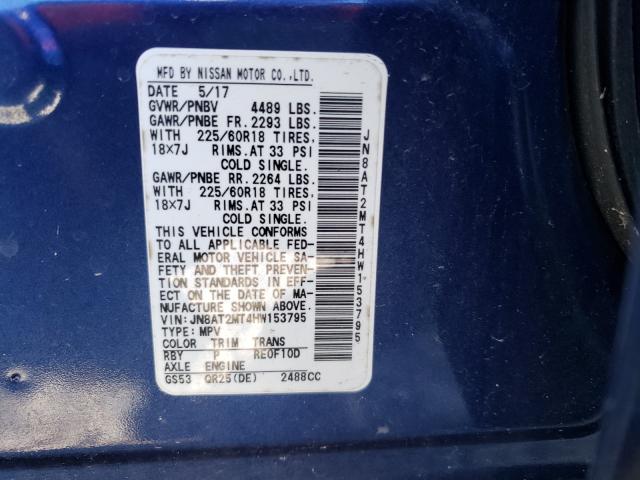 MFD BY NISSAN MOTOR CO.,LTD.
DATE 5/17
GVWR/PNBV 4489 LBS.
GAWR/PNBE FR. 2293 LBS.
WITH 225/60R18 TIRES,
18×7J RIMS.AT 33 PSI
COLD SINGLE.
GAWR/PNBE RR. 2264 LBS.
WITH 225/60R18 TIRES,
18×7J RIMS.AT 33 PSI
COLD SINGLE.
THIS VEHICLE CONFORMS
TO ALL APPLICABLE FED-
ERAL MOTOR VEHICLE SA-
FETY AND THEFT PREVEN-
TION STANDARDS IN EFF-
ECT ON THE DATE OF MA-
NUFACTURE SHOWN ABOVE.
VIN:JN8AT2MT4HW153795
TYPE:MPV
COLOR TRIM TRANS
RBY P RE0F10D
AXLE ENGINE
GS53 QR25(DE) 2488CC
JN8AT2MT4HW153795